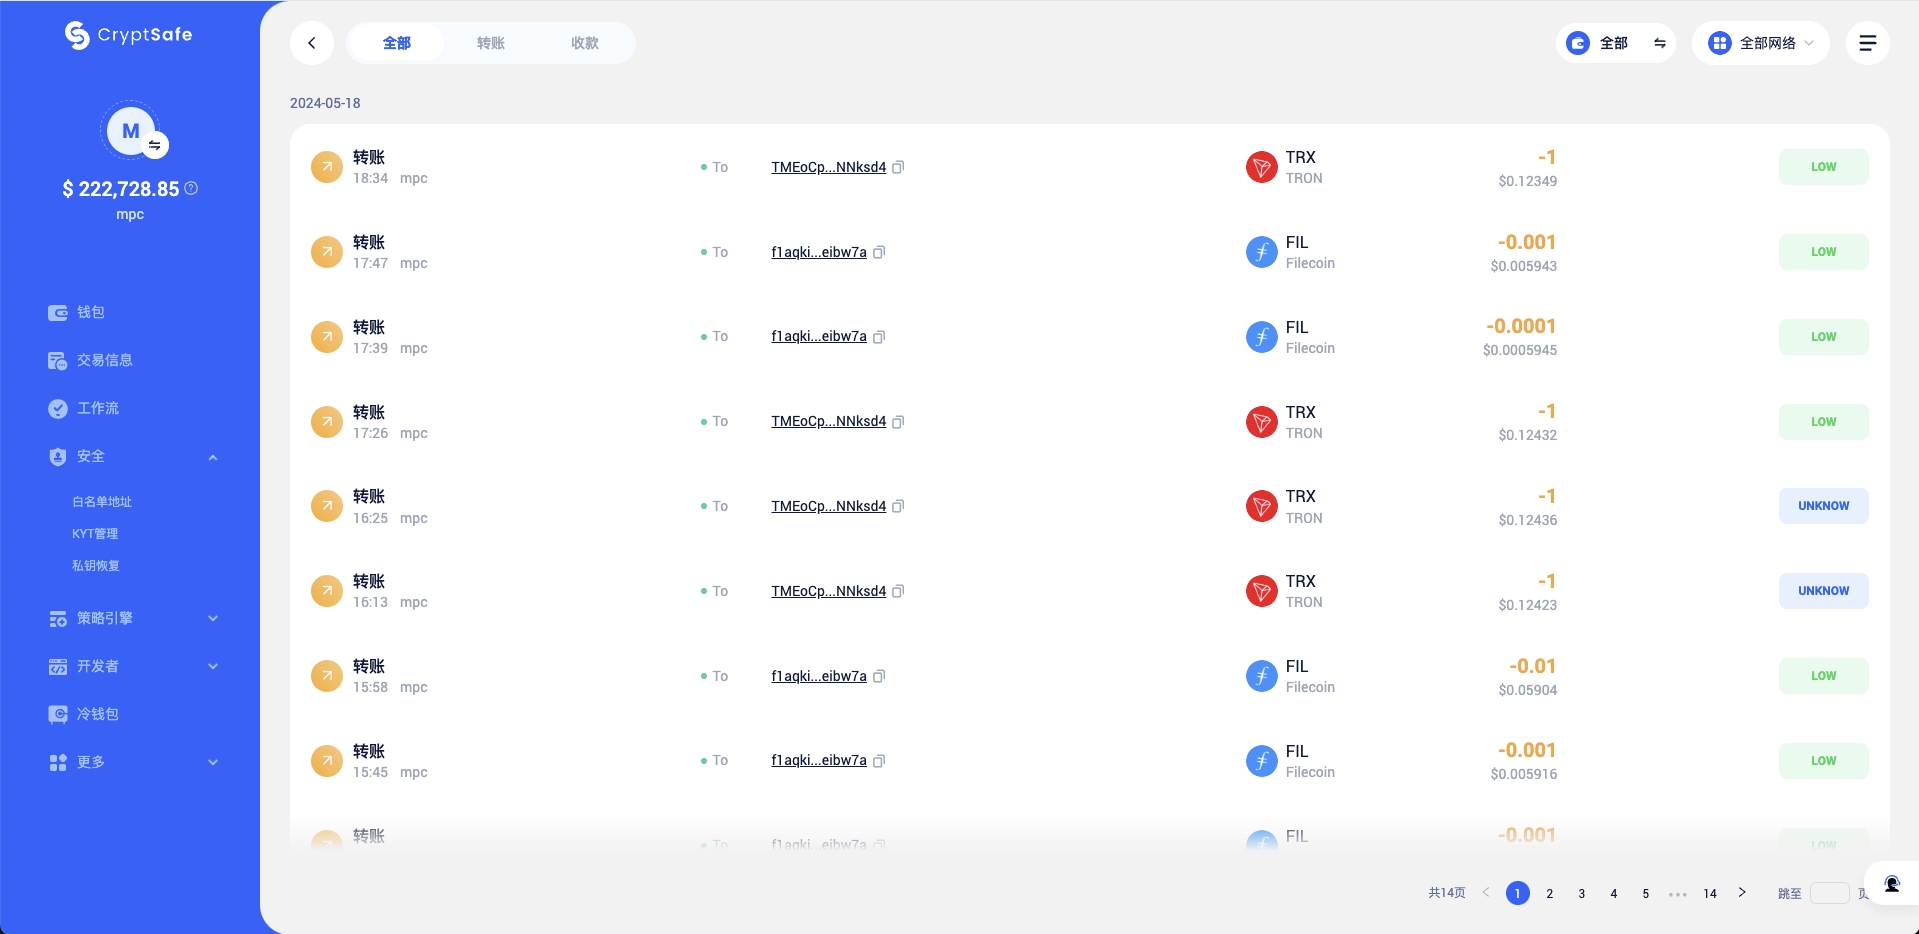 CryptSafe
M
$ 222,728.85
mpc
钱包
交易信息
工作流
安全
白名单地址
KYT管理
私钥恢复
策略引擎
开发者
冷钱包
更多
全部 转账 收款
全部 全部网络
2024-05-18
转账 To TMEoCp...NNksd4 TRX -1 LOW
18:34 mpc TRON $0.12349
转账 To f1aqki...eibw7a FIL -0.001 LOW
17:47 mpc Filecoin $0.005943
转账 To f1aqki...eibw7a FIL -0.0001 LOW
17:39 mpc Filecoin $0.0005945
转账 To TMEoCp...NNksd4 TRX -1 LOW
17:26 mpc TRON $0.12432
转账 To TMEoCp...NNksd4 TRX -1 UNKNOW
16:25 mpc TRON $0.12436
转账 To TMEoCp...NNksd4 TRX -1 UNKNOW
16:13 mpc TRON $0.12423
转账 To f1aqki...eibw7a FIL -0.01 LOW
15:58 mpc Filecoin $0.05904
转账 To f1aqki...eibw7a FIL -0.001 LOW
15:45 mpc Filecoin $0.005916
转账 To f1aqki...eibw7a FIL -0.001 LOW
共14页 < 1 2 3 4 5 ••• 14 > 跳至 页